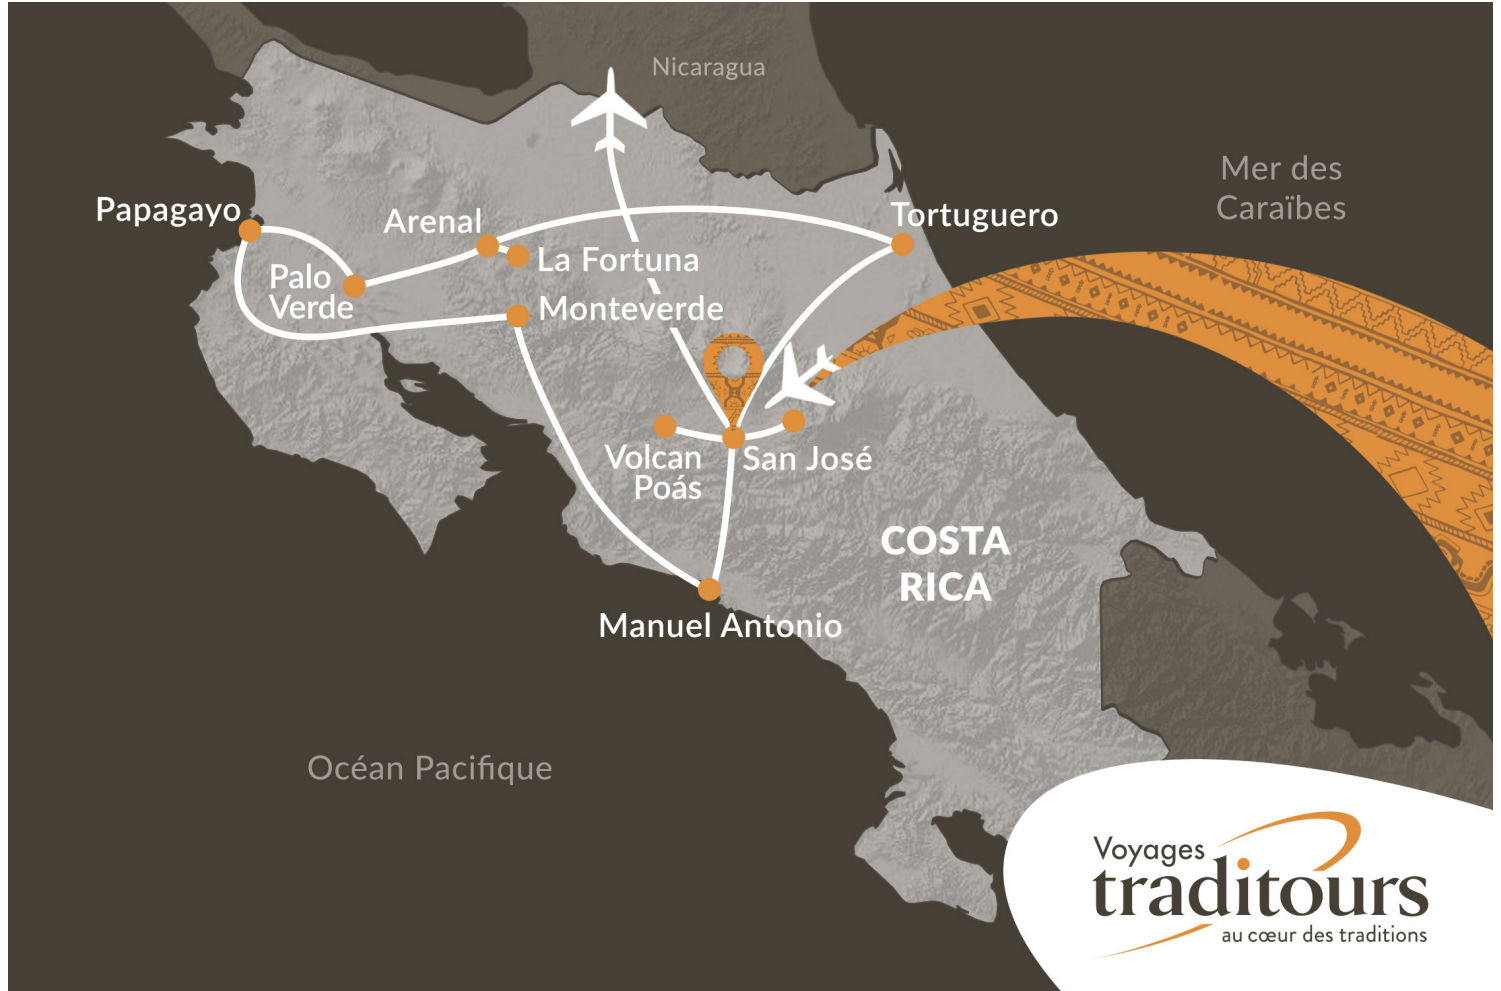 Nicaragua
Mer des
Caraïbes
Papagayo
Arenal
Tortuguero
La Fortuna
Palo
Verde
Monteverde
Volcan
Poás
San José
COSTA
RICA
Manuel Antonio
Océan Pacifique
Voyages
traditours
au cœur des traditions